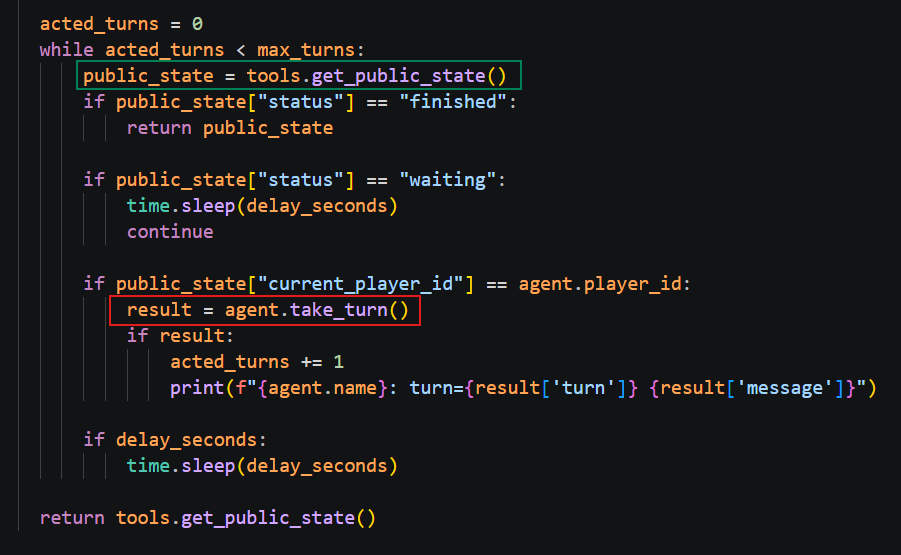 acted_turns = 0
while acted_turns < max_turns:
public_state = tools.get_public_state()
if public_state["status"] == "finished":
return public_state
if public_state["status"] == "waiting":
time.sleep(delay_seconds)
continue
if public_state["current_player_id"] == agent.player_id:
result = agent.take_turn()
if result:
acted_turns += 1
print(f"{agent.name}: turn={result['turn']} {result['message']}")
if delay_seconds:
time.sleep(delay_seconds)
return tools.get_public_state()